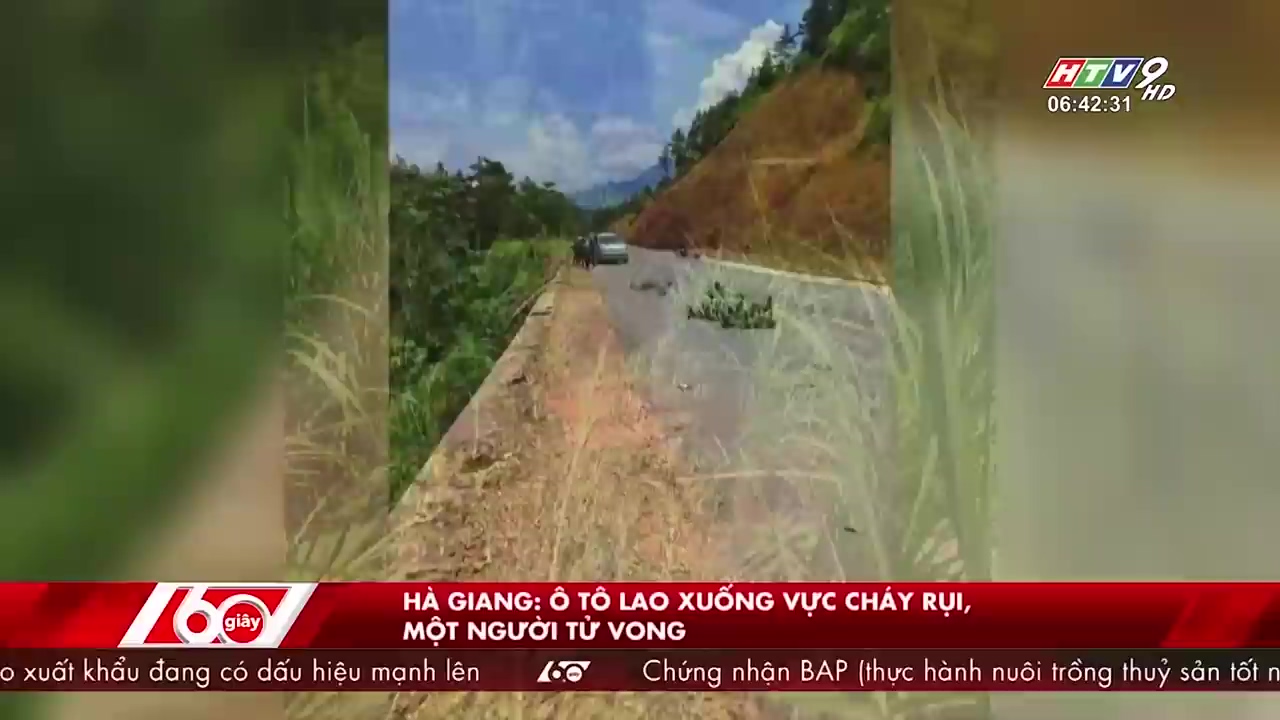 HTV9
HD
06:42:31
60 giây
HÀ GIANG: Ô TÔ LAO XUỐNG VỰC CHÁY RỤI,
MỘT NGƯỜI TỬ VONG
o xuất khẩu đang có dấu hiệu mạnh lên 60 giây Chứng nhận BAP (thực hành nuôi trồng thuỷ sản tốt n